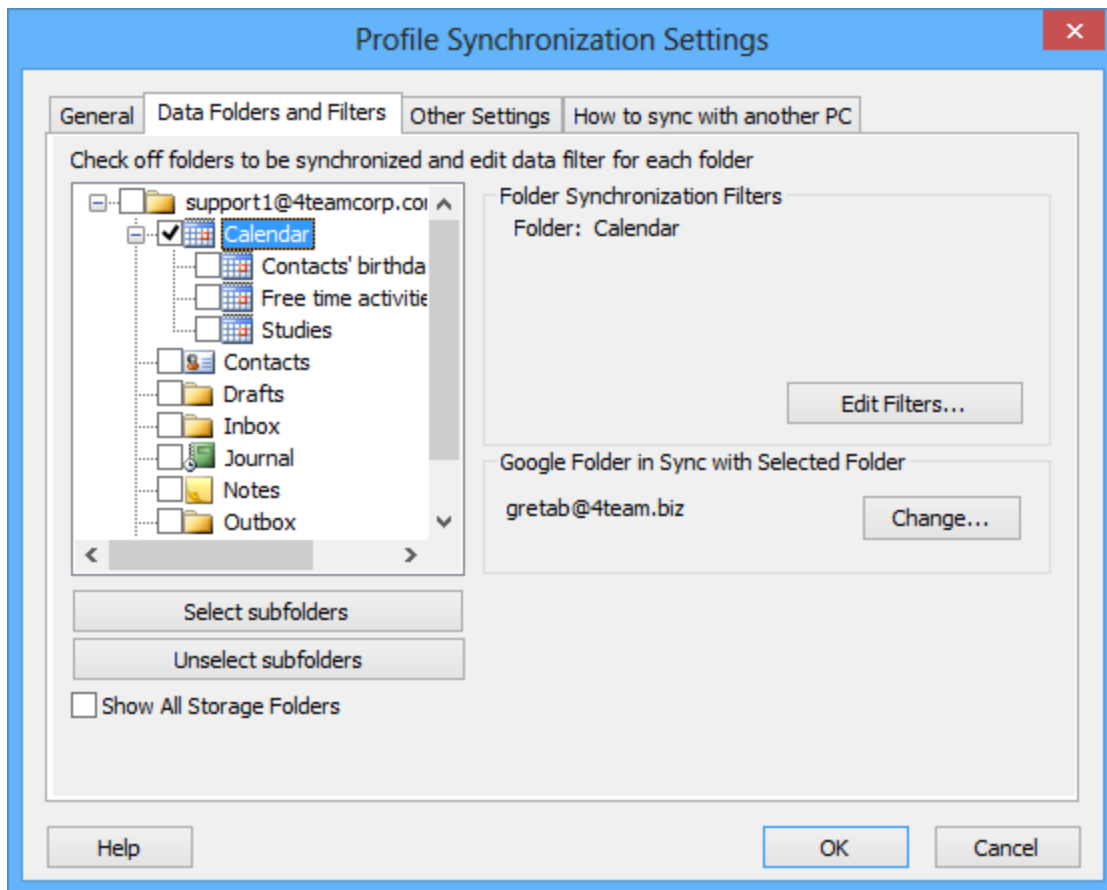 Profile Synchronization Settings
General
Data Folders and Filters
Other Settings
How to sync with another PC
Check off folders to be synchronized and edit data filter for each folder
support1@4teamcorp.co
Calendar
Contacts' birthda
Free time activitie
Studies
Contacts
Drafts
Inbox
Journal
Notes
Outbox
Select subfolders
Unselect subfolders
Show All Storage Folders
Folder Synchronization Filters
Folder: Calendar
Edit Filters...
Google Folder in Sync with Selected Folder
gretab@4team.biz
Change...
Help
OK
Cancel